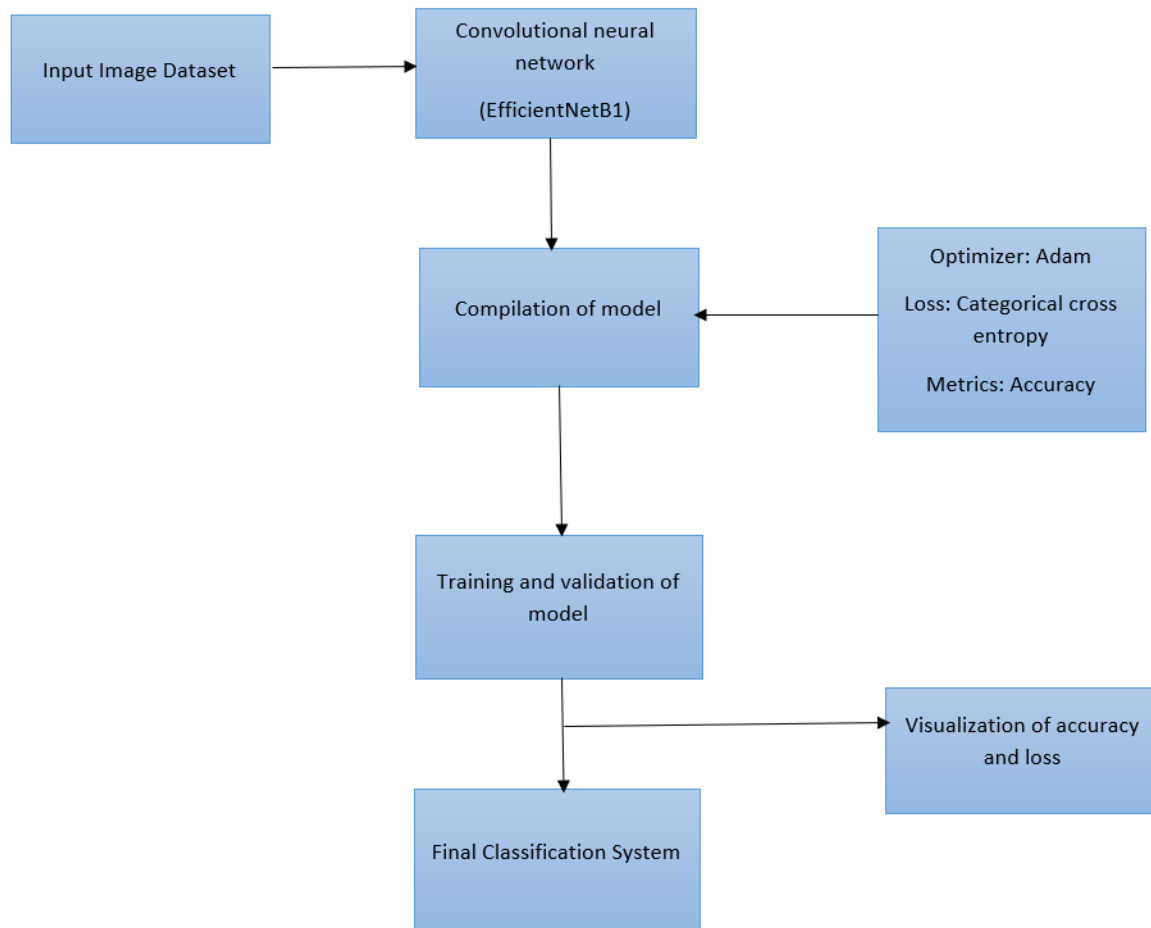 Input Image Dataset
Convolutional neural
network
(EfficientNetB1)
Compilation of model
Optimizer: Adam
Loss: Categorical cross
entropy
Metrics: Accuracy
Training and validation of
model
Visualization of accuracy
and loss
Final Classification System